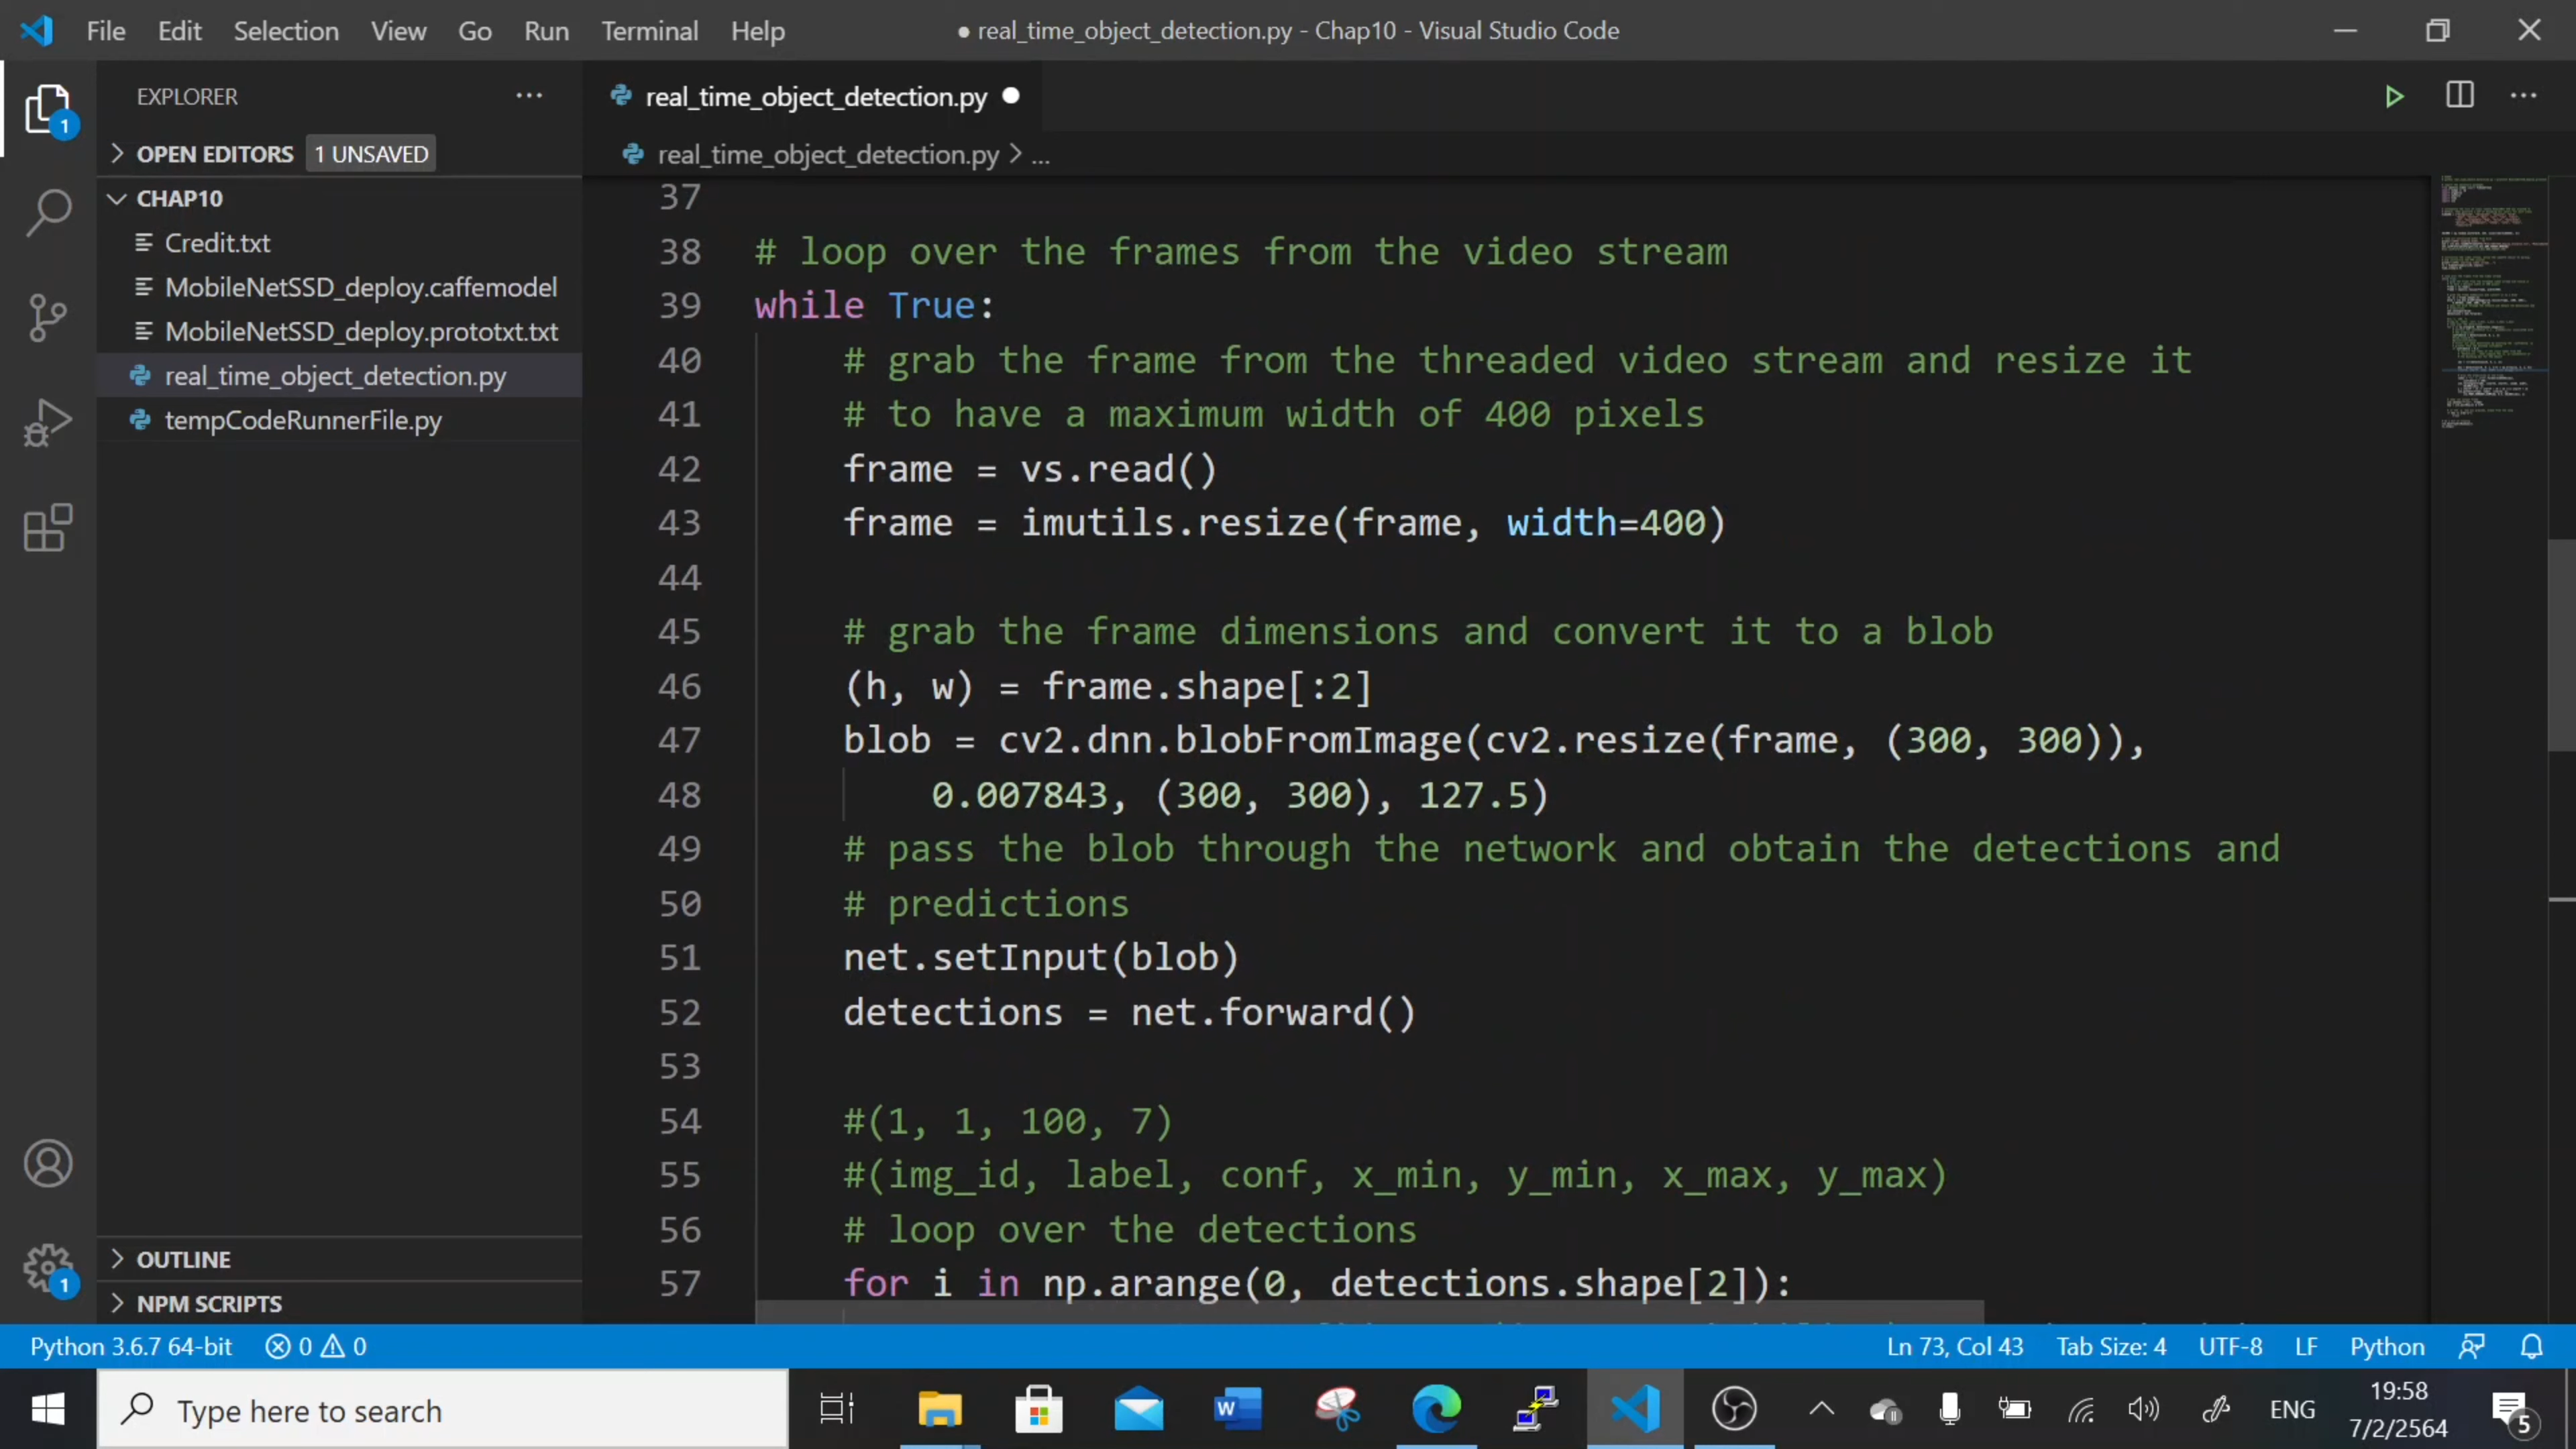 File Edit Selection View Go Run Terminal Help
● real_time_object_detection.py - Chap10 - Visual Studio Code
EXPLORER
OPEN EDITORS 1 UNSAVED
CHAP10
Credit.txt
MobileNetSSD_deploy.caffemodel
MobileNetSSD_deploy.prototxt.txt
real_time_object_detection.py
tempCodeRunnerFile.py
OUTLINE
NPM SCRIPTS
1
1
real_time_object_detection.py ●
real_time_object_detection.py > ...
37
38 # loop over the frames from the video stream
39 while True:
40 # grab the frame from the threaded video stream and resize it
41 # to have a maximum width of 400 pixels
42 frame = vs.read()
43 frame = imutils.resize(frame, width=400)
44
45 # grab the frame dimensions and convert it to a blob
46 (h, w) = frame.shape[:2]
47 blob = cv2.dnn.blobFromImage(cv2.resize(frame, (300, 300)),
48 0.007843, (300, 300), 127.5)
49 # pass the blob through the network and obtain the detections and
50 # predictions
51 net.setInput(blob)
52 detections = net.forward()
53
54 #(1, 1, 100, 7)
55 #(img_id, label, conf, x_min, y_min, x_max, y_max)
56 # loop over the detections
57 for i in np.arange(0, detections.shape[2]):
Python 3.6.7 64-bit 0 0 Ln 73, Col 43 Tab Size: 4 UTF-8 LF Python
Type here to search
W
ENG
19:58
7/2/2564
5